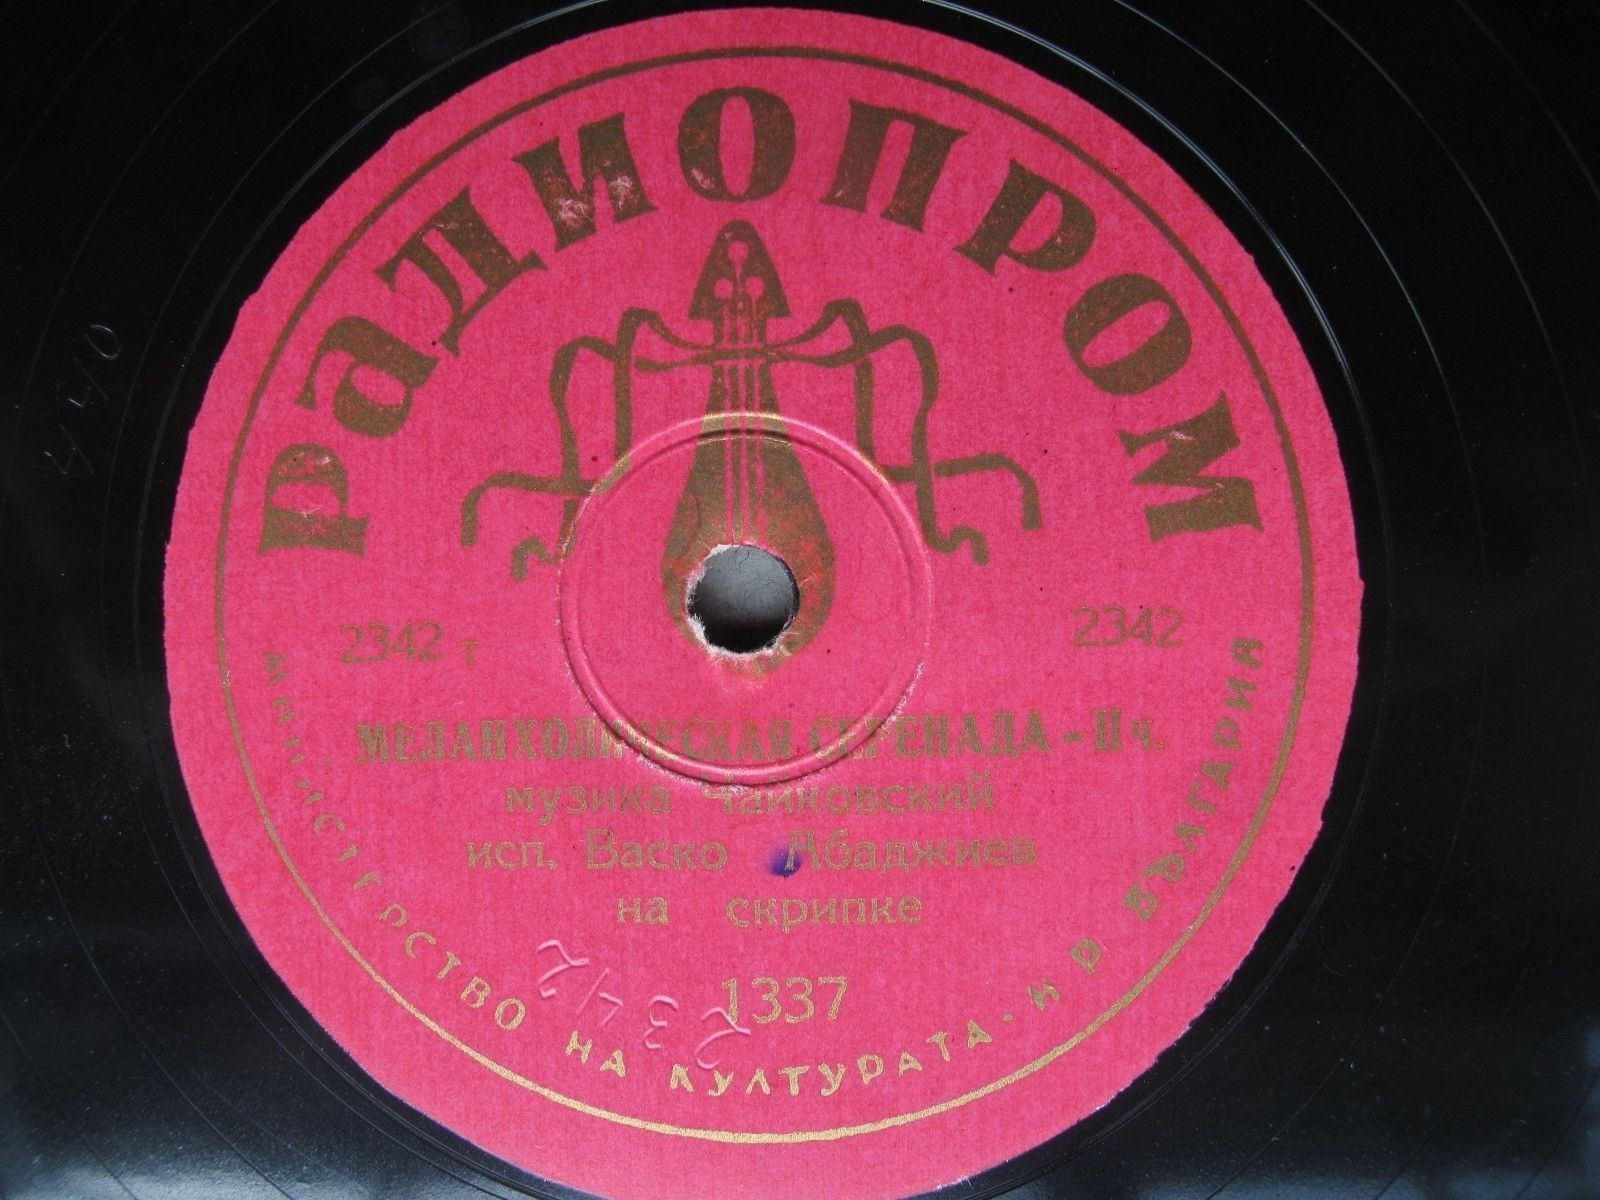 РАДИОПРОМ
2342 т
2342
МЕЛАНХОЛИЧЕСКАЯ СЕРЕНАДА - II ч.
музика Чайковский
исп. Васко Абаджиев
на скрипке
1337
2342
МИНИСТЕРСТВО НА КУЛТУРАТА - Н Р БЪЛГАРИЯ
440